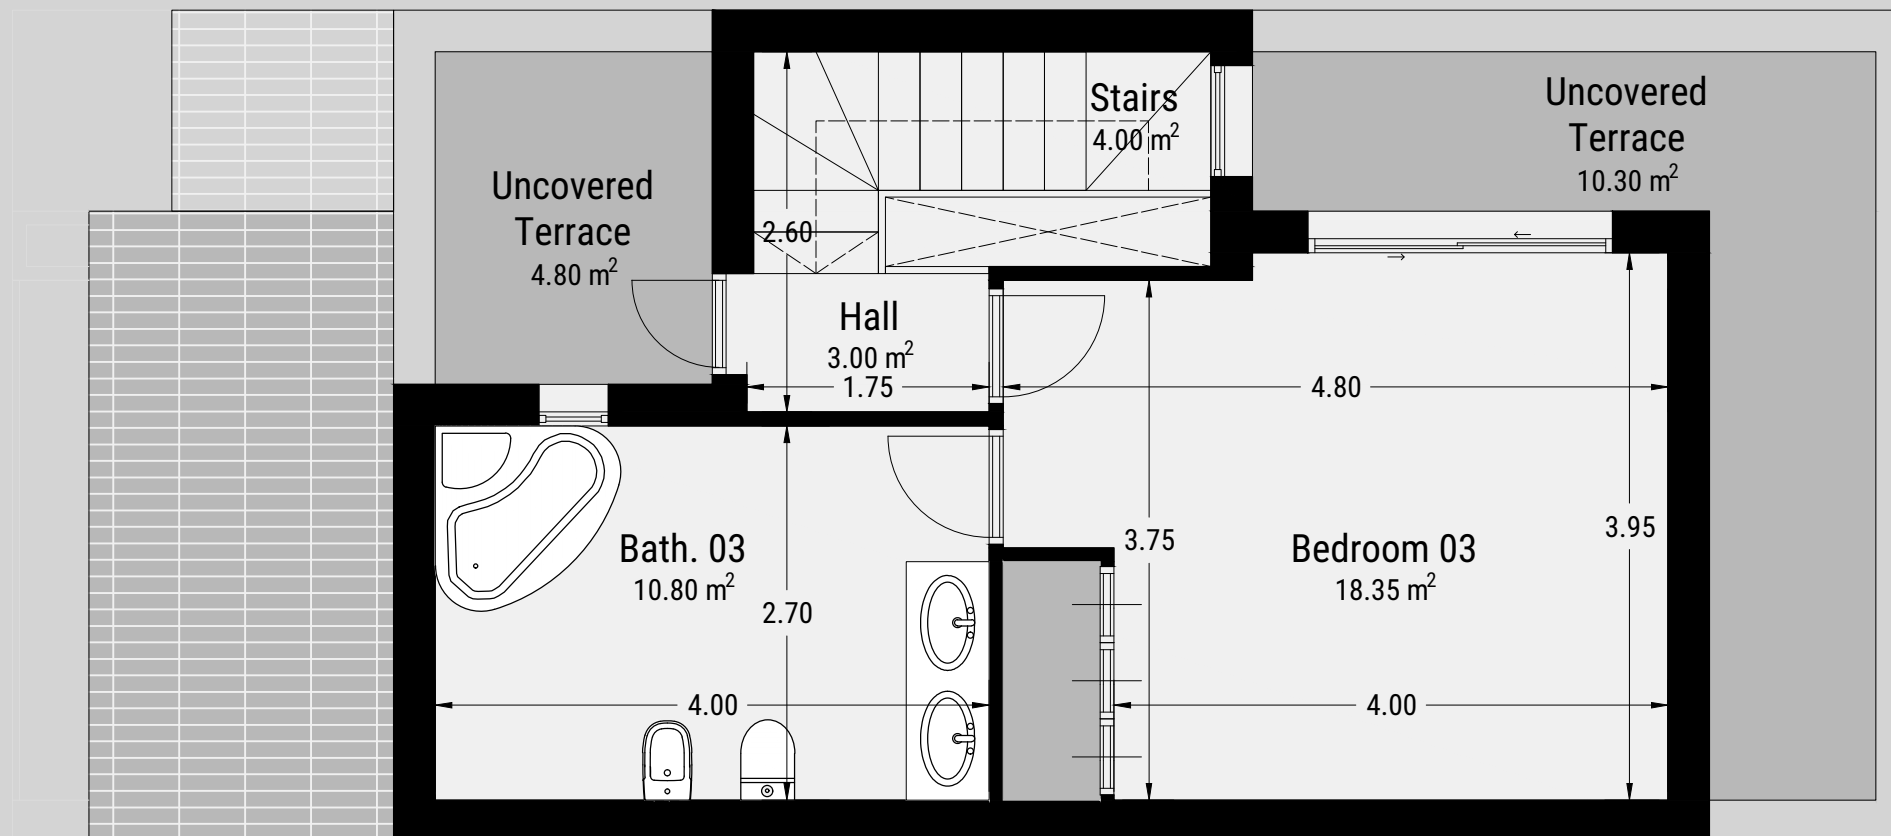 Stairs
4.00 m²
Uncovered
Terrace
10.30 m²
Uncovered
Terrace
4.80 m²
2.60
Hall
3.00 m²
1.75
4.80
Bath. 03
10.80 m²
2.70
3.75
Bedroom 03
18.35 m²
3.95
4.00
4.00